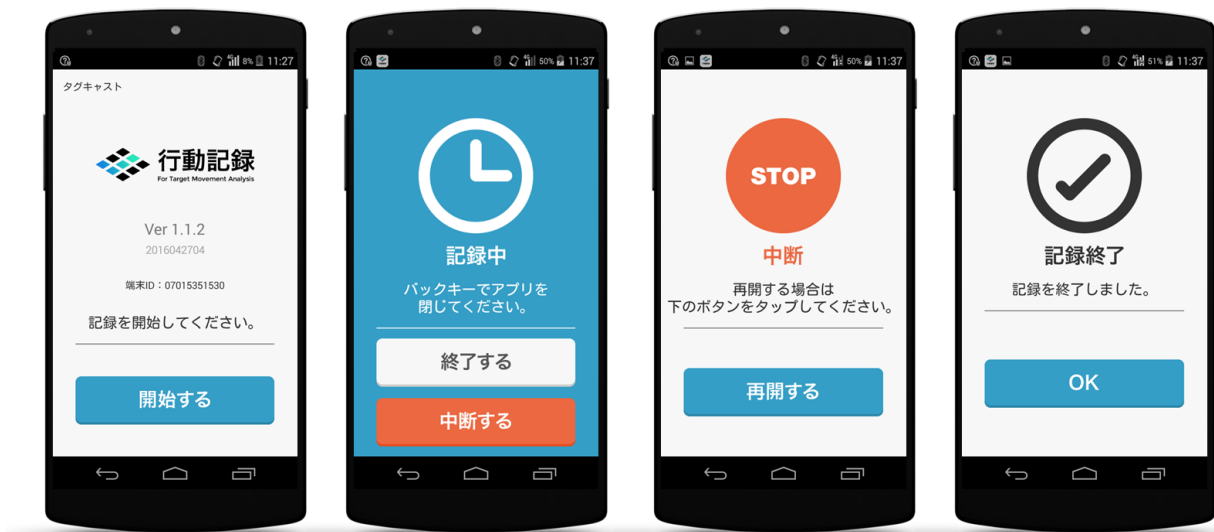 8% 11:27
タグキャスト
行動記録
For Target Movement Analysis
Ver 1.1.2
2016042704
端末ID：07015351530
記録を開始してください。
開始する
50% 11:37
記録中
バックキーでアプリを
閉じてください。
終了する
中断する
50% 11:37
STOP
中断
再開する場合は
下のボタンをタップしてください。
再開する
51% 11:37
記録終了
記録を終了しました。
OK